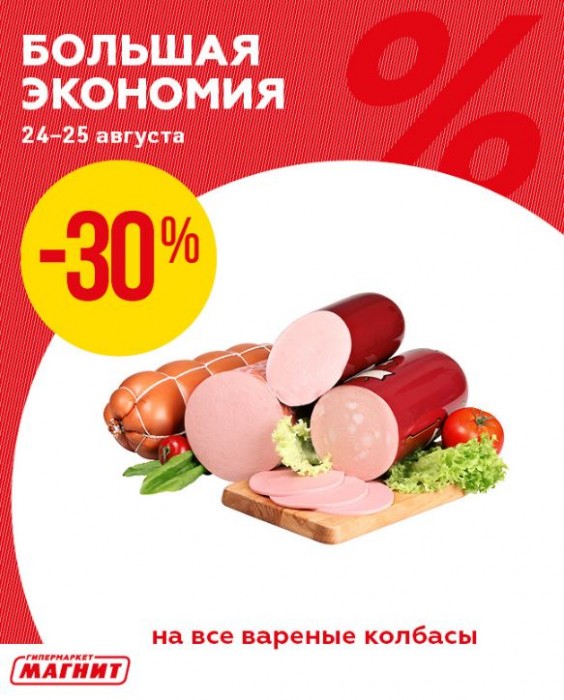 БОЛЬШАЯ
ЭКОНОМИЯ
24–25 августа
%
-30%
на все вареные колбасы
ГИПЕРМАРКЕТ
МАГНИТ